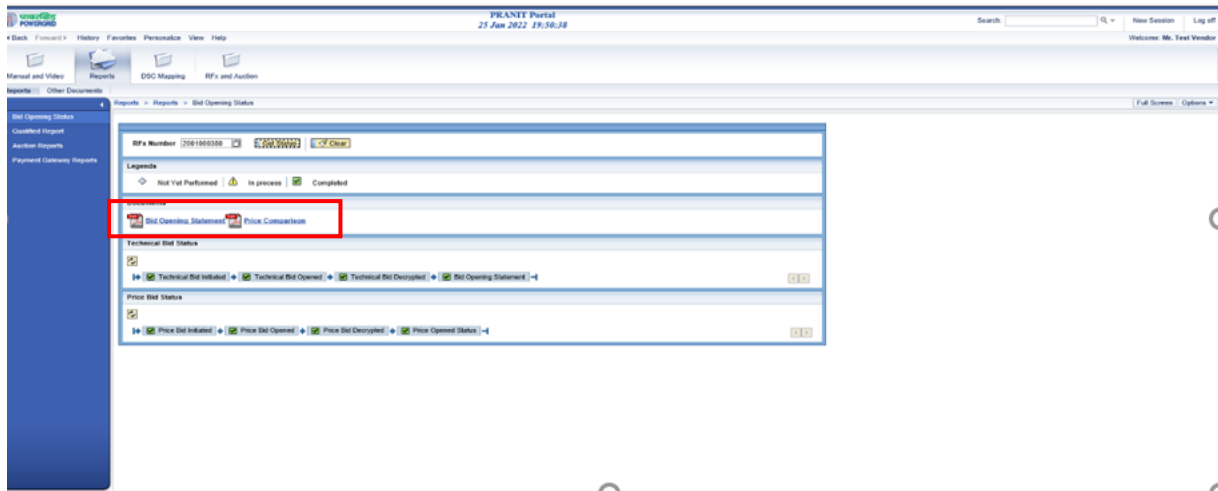 पावरग्रिड
POWERGRID
PRANIT Portal
25 Jan 2022 19:50:38
Search:
New Session Log off
Back Forward History Favorites Personalize View Help
Welcome: Mr. Test Vendor
Manual and Video Reports DSC Mapping RFx and Auction
Reports Other Documents
Reports > Reports > Bid Opening Status
Full Screen Options
Bid Opening Status
Qualified Report
Auction Reports
Payment Gateway Reports
RFx Number 2001000380 Get Status Clear
Legends
Not Yet Performed In process Completed
Documents
Bid Opening Statement Price Comparison
Technical Bid Status
Technical Bid Initiated Technical Bid Opened Technical Bid Decrypted Bid Opening Statement
Price Bid Status
Price Bid Initiated Price Bid Opened Price Bid Decrypted Price Opened Status